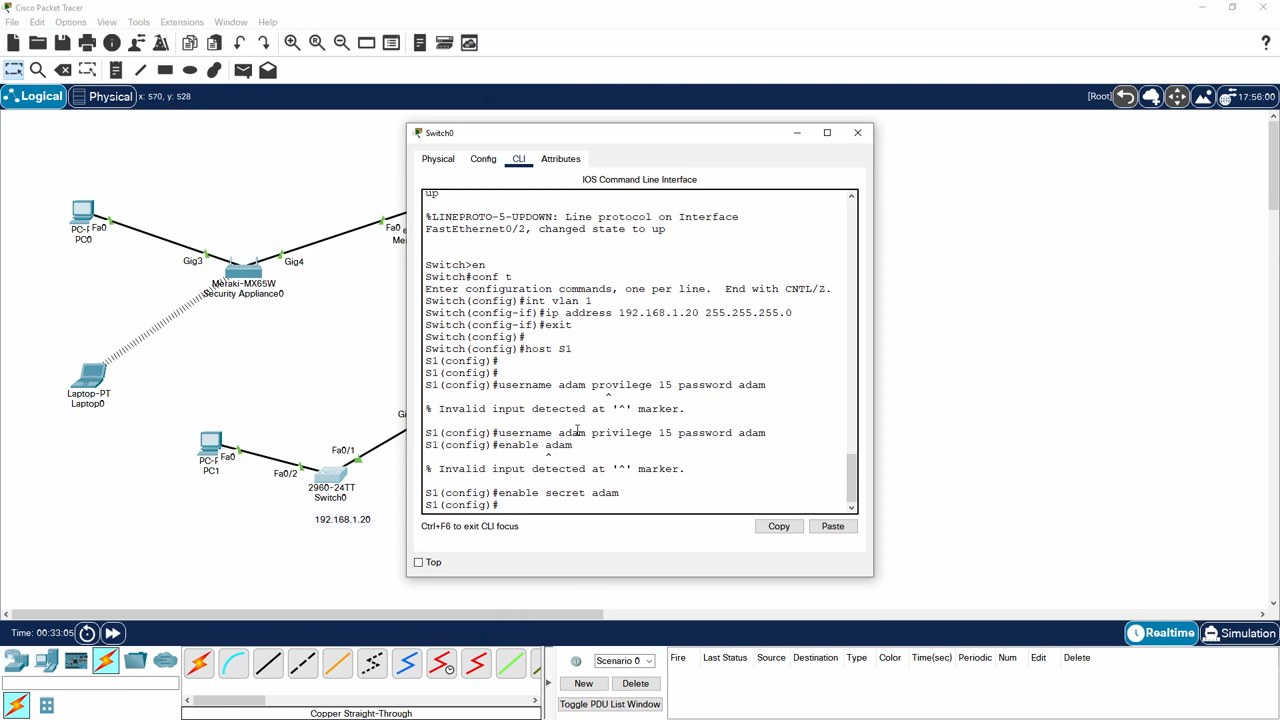 Cisco Packet Tracer
File Edit Options View Tools Extensions Window Help
Logical Physical x: 570, y: 528 [Root] 17:56:00
Switch0
Physical Config CLI Attributes
IOS Command Line Interface
up
%LINEPROTO-5-UPDOWN: Line protocol on Interface
FastEthernet0/2, changed state to up
Switch>en
Switch#conf t
Enter configuration commands, one per line. End with CNTL/Z.
Switch(config)#int vlan 1
Switch(config-if)#ip address 192.168.1.20 255.255.255.0
Switch(config-if)#exit
Switch(config)#
Switch(config)#host S1
S1(config)#
S1(config)#
S1(config)#username adam provilege 15 password adam
^
% Invalid input detected at '^' marker.
S1(config)#username adam privilege 15 password adam
S1(config)#enable adam
^
% Invalid input detected at '^' marker.
S1(config)#enable secret adam
S1(config)#
Ctrl+F6 to exit CLI focus
Copy Paste
Top
Fa0
PC-P
PC0
Gig3
Gig4
Fa0
Meraki-MX65W
Security Appliance0
Laptop-PT
Laptop0
Fa0
PC1
Fa0/2
Fa0/1
2960-24TT
Switch0
192.168.1.20
Time: 00:33:05
Realtime Simulation
Scenario 0
New Delete
Toggle PDU List Window
Fire Last Status Source Destination Type Color Time(sec) Periodic Num Edit Delete
Copper Straight-Through